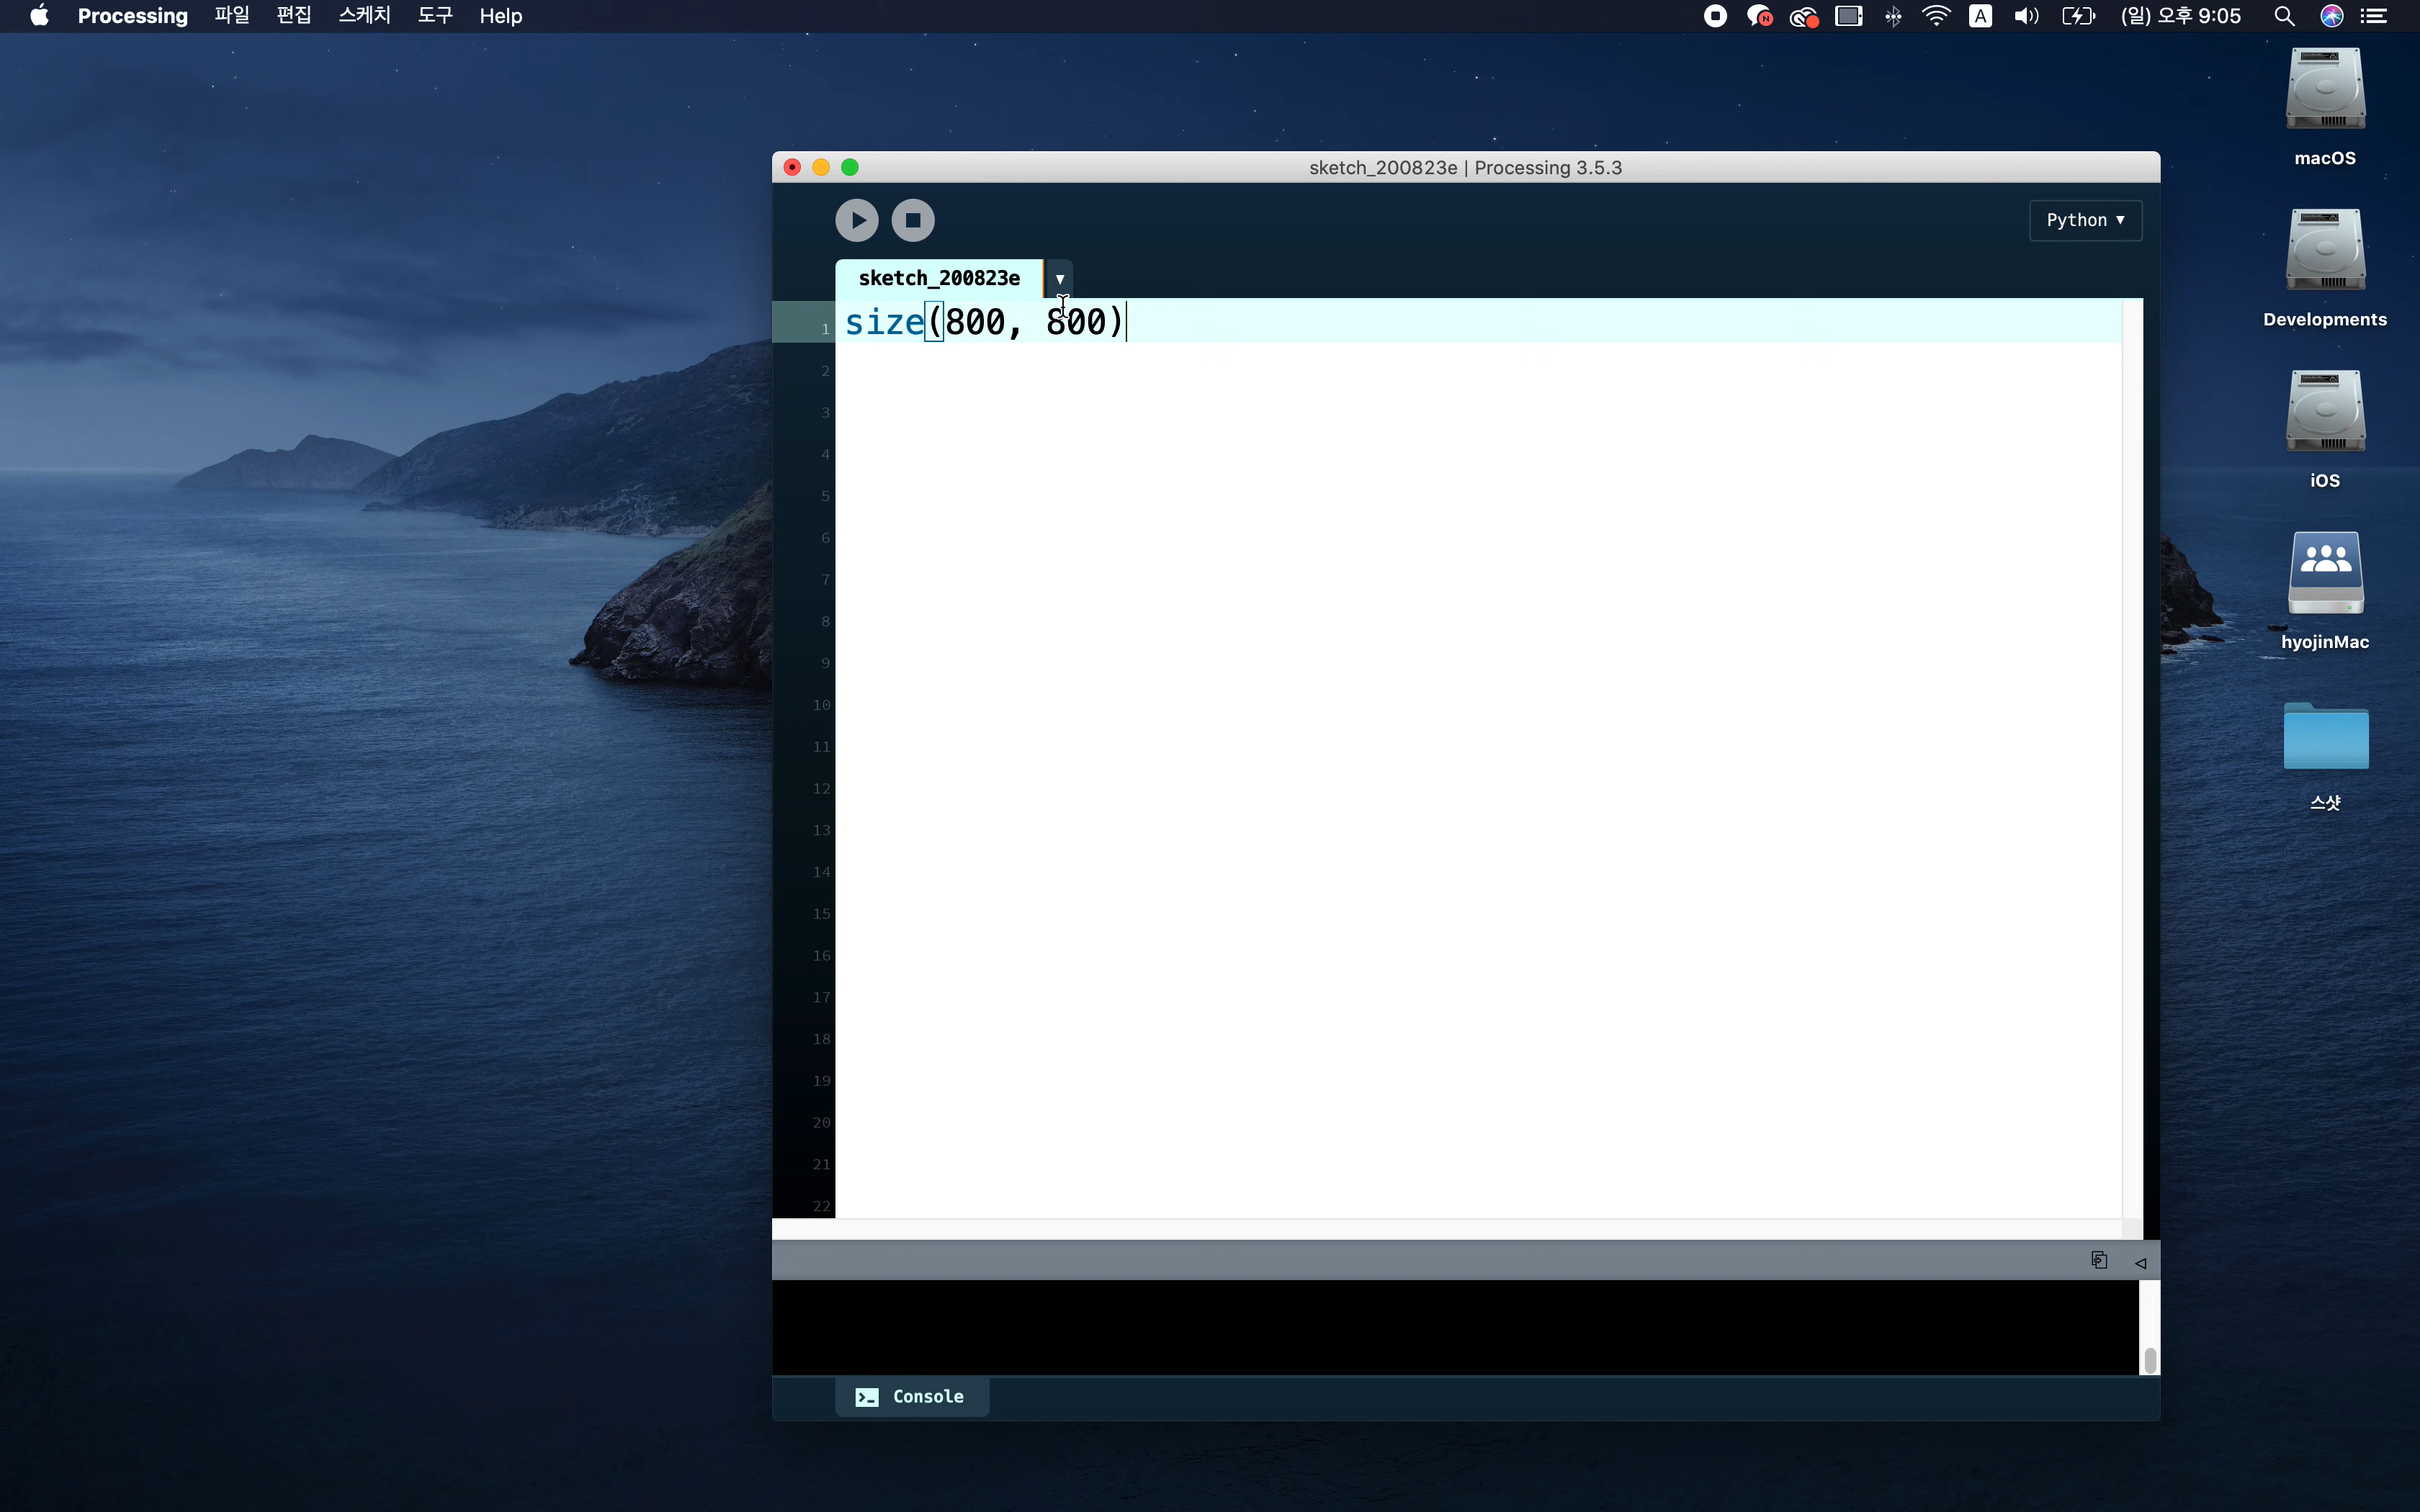 Processing 파일 편집 스케치 도구 Help A (일) 오후 9:05
macOS
Developments
iOS
hyojinMac
스샷
sketch_200823e | Processing 3.5.3
Python ▼
sketch_200823e ▼
1 size(800, 800)
2
3
4
5
6
7
8
9
10
11
12
13
14
15
16
17
18
19
20
21
22
>_ Console